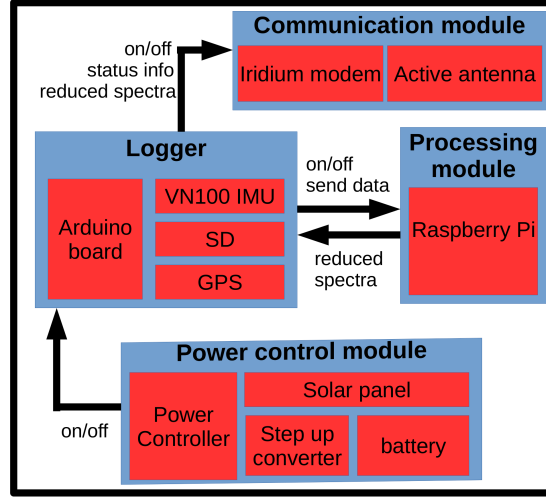 Communication module
Iridium modem
Active antenna
on/off
status info
reduced spectra
Logger
Arduino
board
VN100 IMU
SD
GPS
on/off
send data
reduced
spectra
Processing
module
Raspberry Pi
Power control module
Power
Controller
Solar panel
Step up
converter
battery
on/off